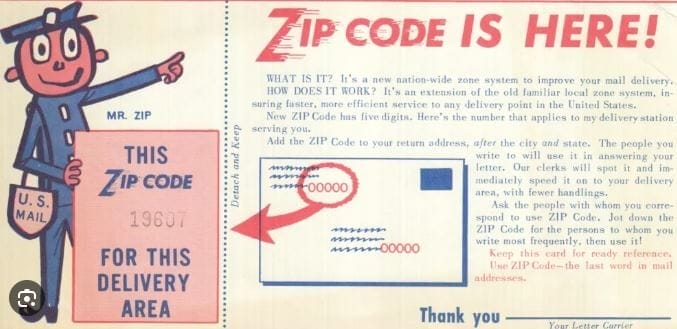 MR. ZIP
THIS
ZIP CODE
19607
FOR THIS
DELIVERY
AREA
U.S.
MAIL
Detach and Keep
ZIP CODE IS HERE!
WHAT IS IT? It's a new nation-wide zone system to improve your mail delivery.
HOW DOES IT WORK? It's an extension of the old familiar local zone system, in-
suring faster, more efficient service to any delivery point in the United States.
New ZIP Code has five digits. Here's the number that applies to my delivery station
serving you.
Add the ZIP Code to your return address, after the city and state. The people you
write to will use it in answering your
letter. Our clerks will spot it and im-
mediately speed it on to your delivery
area, with fewer handlings.
Ask the people with whom you corre-
spond to use ZIP Code. Jot down the
ZIP Code for the persons to whom you
write most frequently, then use it!
Keep this card for ready reference.
Use ZIP Code—the last word in mail
addresses.
00000
00000
Thank you
Your Letter Carrier